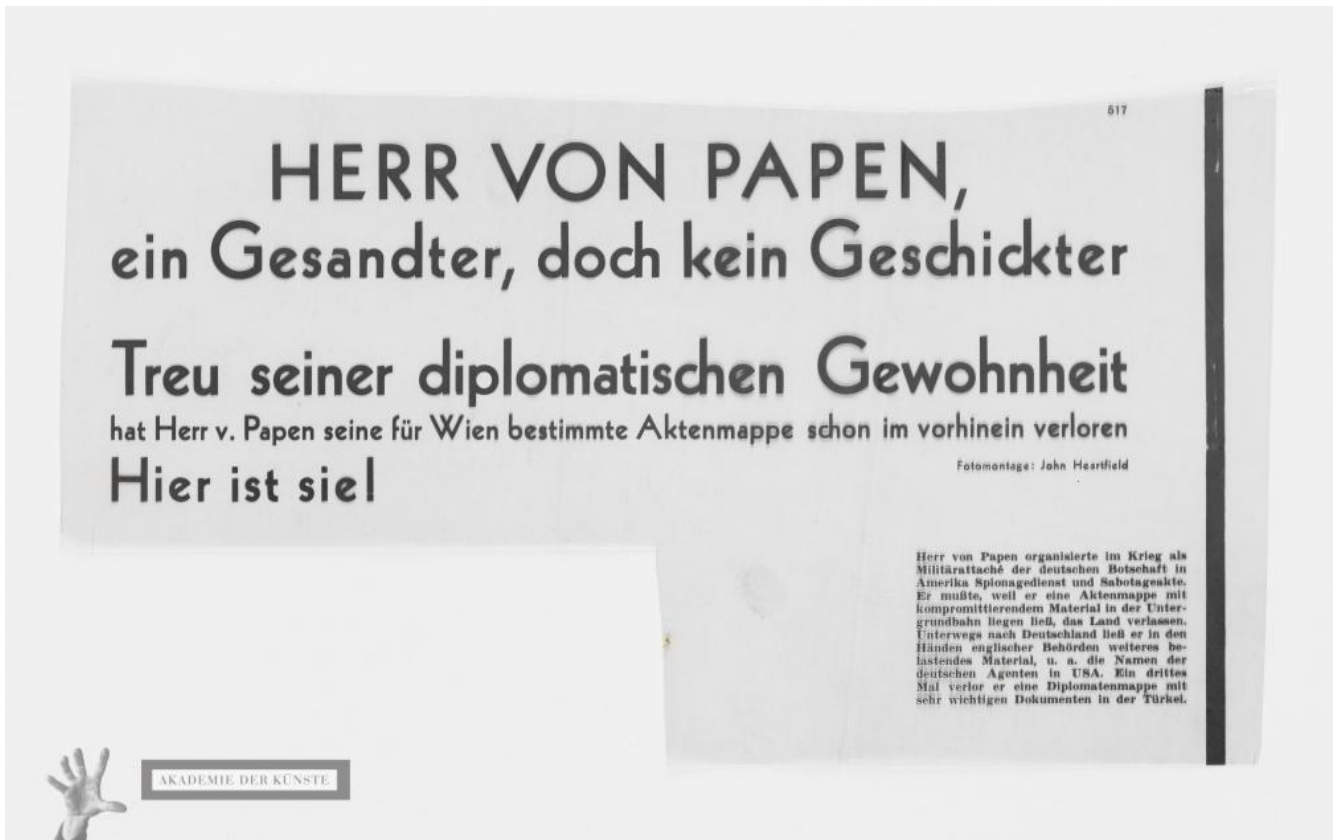 517
HERR VON PAPEN,
ein Gesandter, doch kein Geschickter
Treu seiner diplomatischen Gewohnheit
hat Herr v. Papen seine für Wien bestimmte Aktenmappe schon im vorhinein verloren
Hier ist sie!
Fotomontage: John Heartfield
Herr von Papen organisierte im Krieg als
Militärattaché der deutschen Botschaft in
Amerika Spionagedienst und Sabotageakte.
Er mußte, weil er eine Aktenmappe mit
kompromittierendem Material in der Unter-
grundbahn liegen ließ, das Land verlassen.
Unterwegs nach Deutschland ließ er in den
Händen englischer Behörden weiteres be-
lastendes Material, u. a. die Namen der
deutschen Agenten in USA. Ein drittes
Mal verlor er eine Diplomatenmappe mit
sehr wichtigen Dokumenten in der Türkei.
AKADEMIE DER KÜNSTE